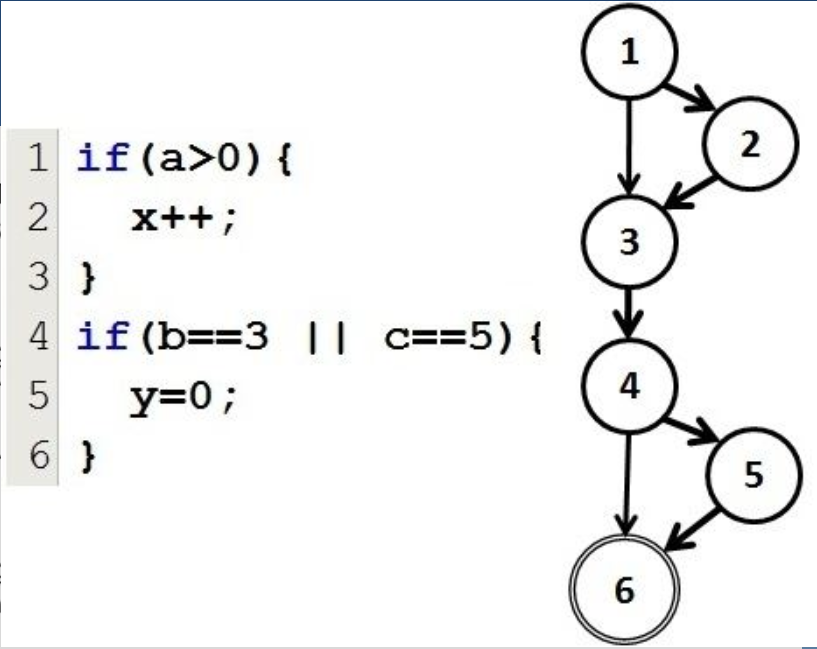 1 if(a>0){
2 x++;
3 }
4 if(b==3 || c==5){
5 y=0;
6 }
1
2
3
4
5
6